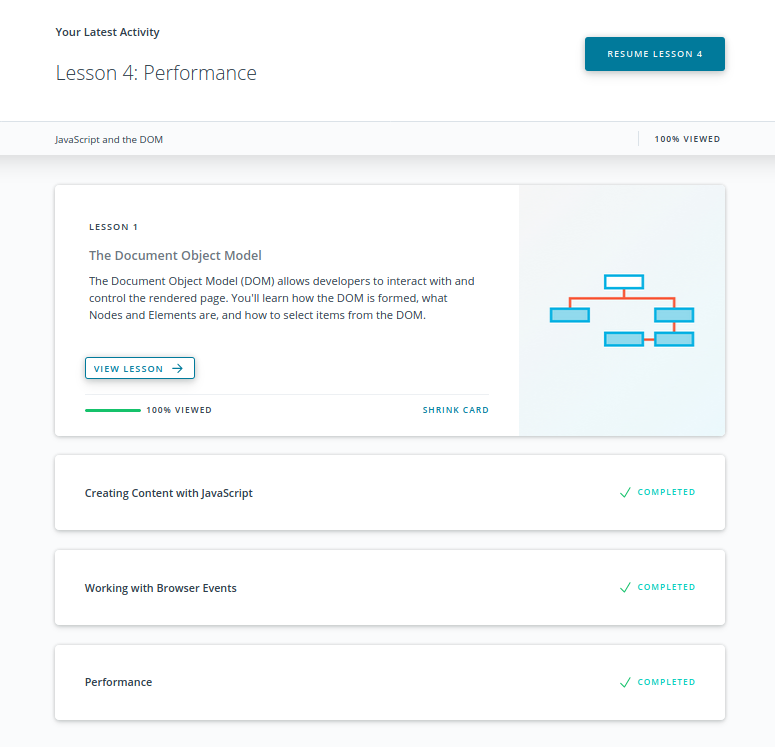 Your Latest Activity
Lesson 4: Performance
RESUME LESSON 4
JavaScript and the DOM
100% VIEWED
LESSON 1
The Document Object Model
The Document Object Model (DOM) allows developers to interact with and
control the rendered page. You'll learn how the DOM is formed, what
Nodes and Elements are, and how to select items from the DOM.
VIEW LESSON
100% VIEWED
SHRINK CARD
Creating Content with JavaScript
COMPLETED
Working with Browser Events
COMPLETED
Performance
COMPLETED